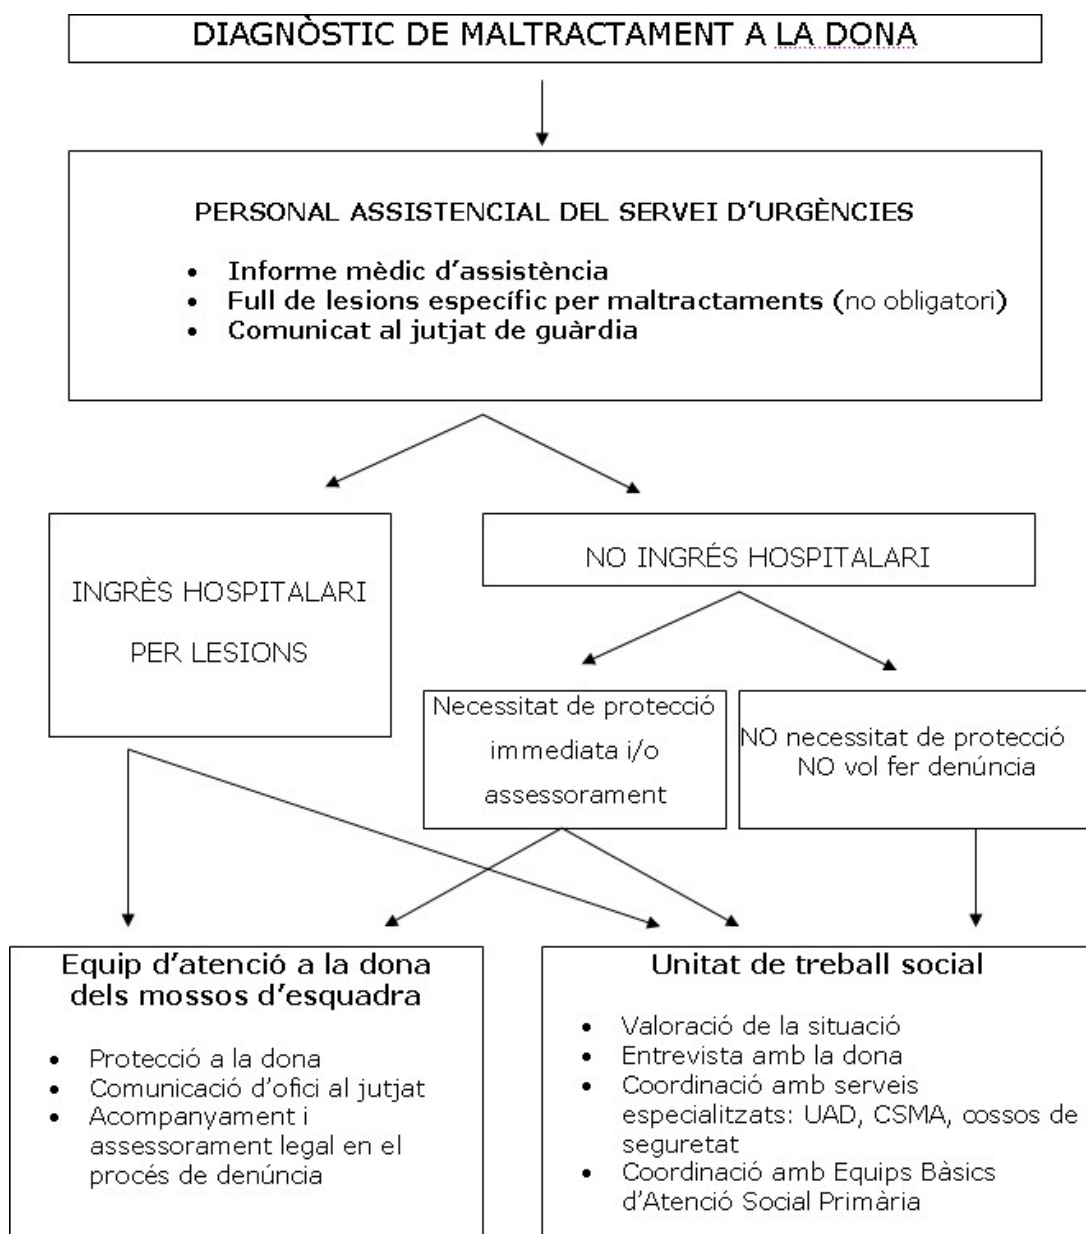 DIAGNÒSTIC DE MALTRACTAMENT A LA DONA
PERSONAL ASSISTENCIAL DEL SERVEI D'URGÈNCIES
• Informe mèdic d'assistència
• Full de lesions específic per maltractaments (no obligatori)
• Comunicat al jutjat de guàrdia
INGRÈS HOSPITALARI
PER LESIONS
NO INGRÉS HOSPITALARI
Necessitat de protecció
immediata i/o
assessorament
NO necessitat de protecció
NO vol fer denúncia
Equip d'atenció a la dona
dels mossos d'esquadra
• Protecció a la dona
• Comunicació d'ofici al jutjat
• Acompanyament i
assessorament legal en el
procés de denúncia
Unitat de treball social
• Valoració de la situació
• Entrevista amb la dona
• Coordinació amb serveis
especialitzats: UAD, CSMA, cossos de
seguretat
• Coordinació amb Equips Bàsics
d'Atenció Social Primària